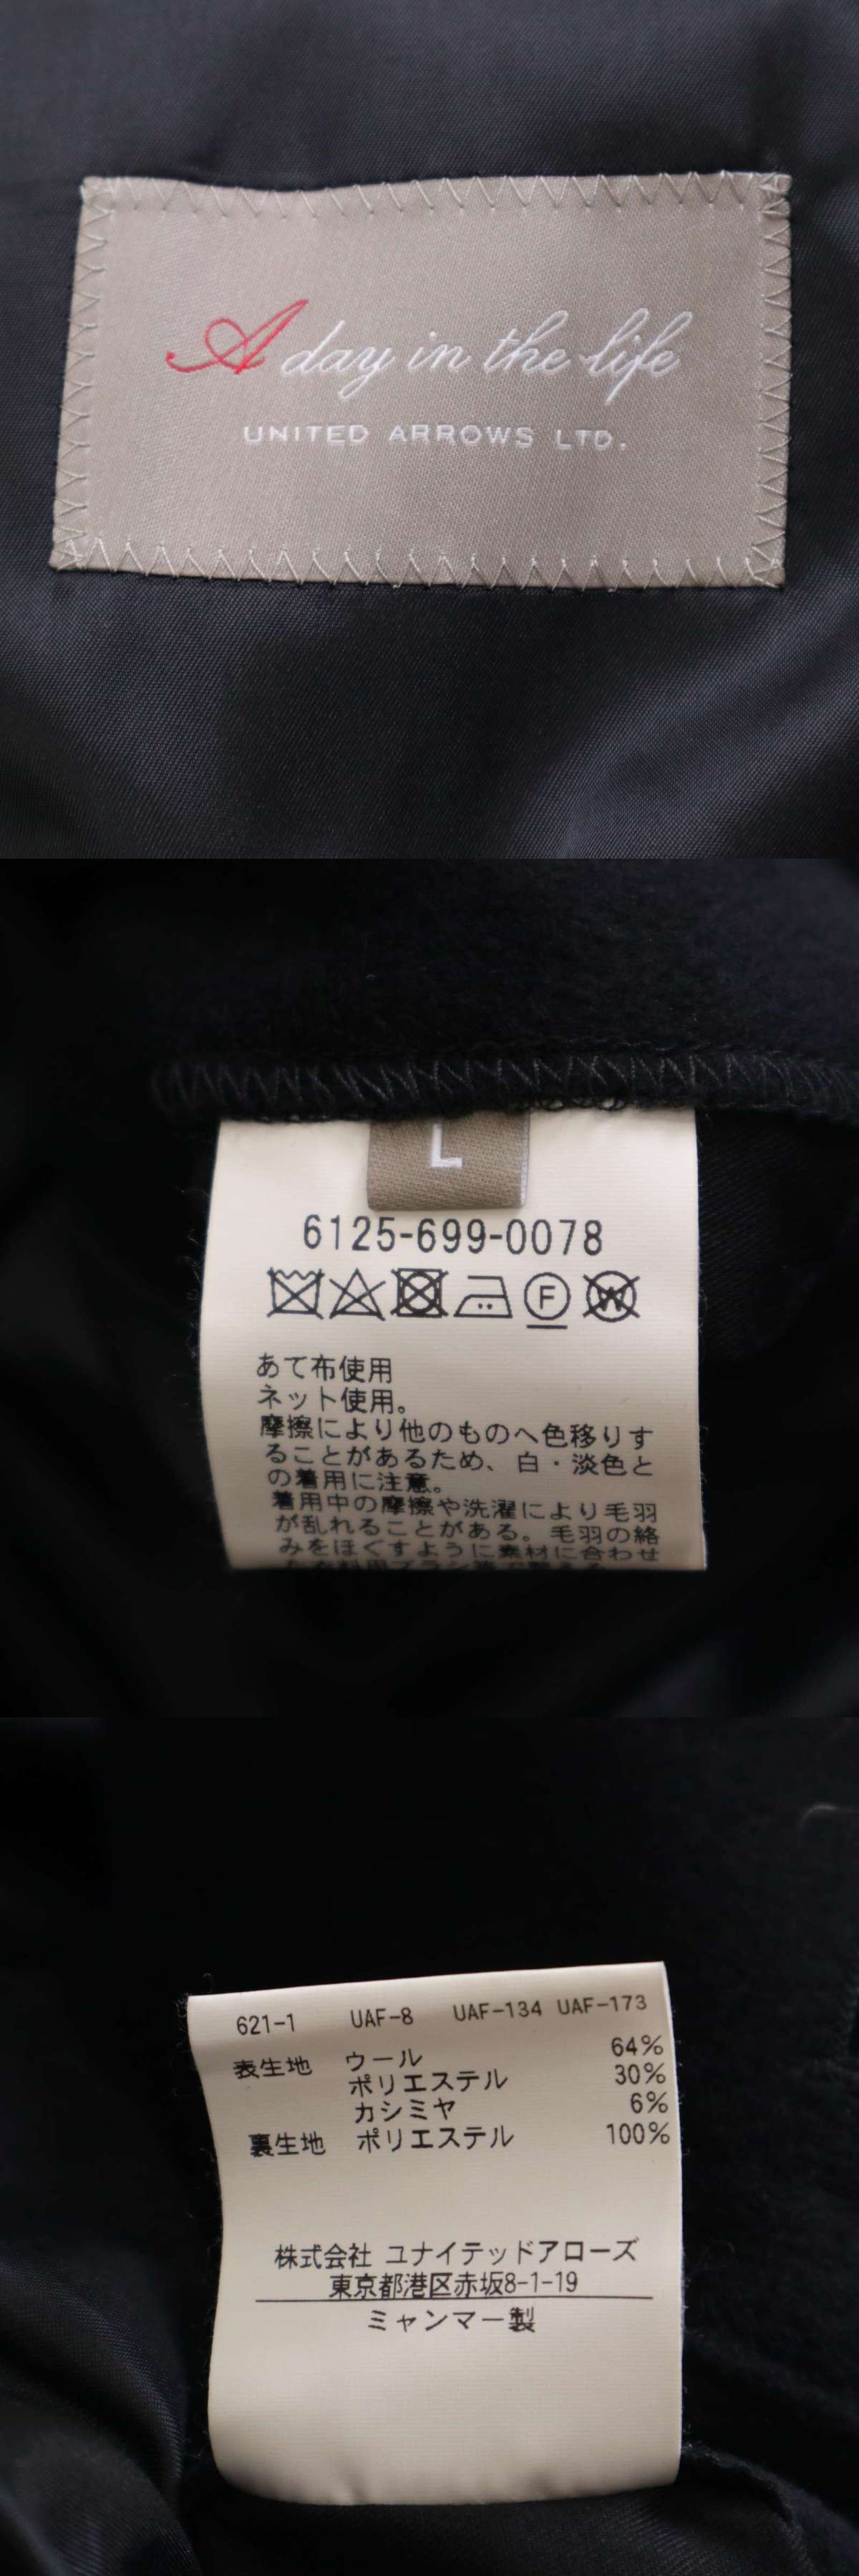 A day in the life
UNITED ARROWS LTD.
L
6125-699-0078
F W
あて布使用
ネット使用。
摩擦により他のものへ色移りす
ることがあるため、白・淡色と
の着用に注意。
着用中の摩擦や洗濯により毛羽
が乱れることがある。毛羽の絡
みをほぐすように素材に合わせ
621-1 UAF-8 UAF-134 UAF-173
表生地 ウール 64%
ポリエステル 30%
カシミヤ 6%
裏生地 ポリエステル 100%
株式会社 ユナイテッドアローズ
東京都港区赤坂8-1-19
ミャンマー製